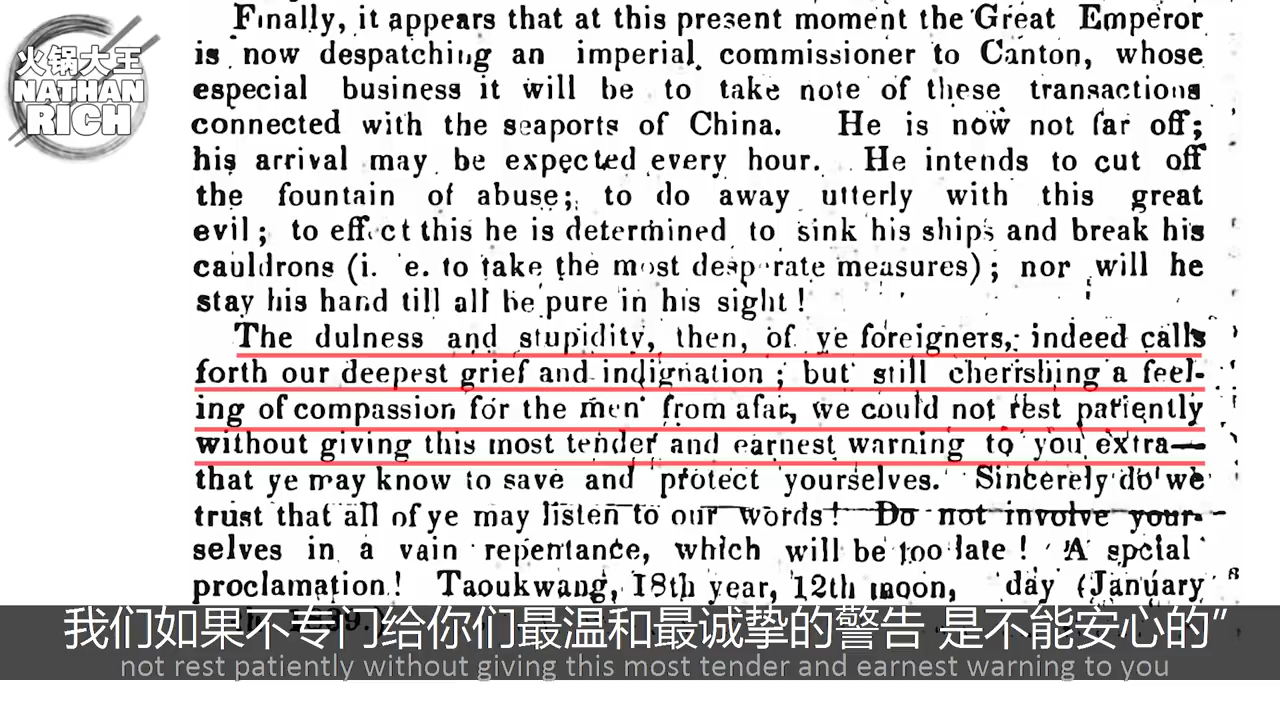 火锅大王
NATHAN
RICH
Finally, it appears that at this present moment the Great Emperor
is now despatching an imperial commissioner to Canton, whose
especial business it will be to take note of these transactions
connected with the seaports of China. He is now not far off;
his arrival may be expected every hour. He intends to cut off
the fountain of abuse; to do away utterly with this great
evil; to effect this he is determined to sink his ships and break his
cauldrons (i. e. to take the most desperate measures); nor will he
stay his hand till all be pure in his sight!
The dulness and stupidity, then, of ye foreigners, indeed calls
forth our deepest grief and indignation; but still cherishing a feel-
ing of compassion for the men from afar, we could not rest patiently
without giving this most tender and earnest warning to you extra—
that ye may know to save and protect yourselves. Sincerely do we
trust that all of ye may listen to our words! Do not involve your-
selves in a vain repentance, which will be too late! A special
proclamation! Taoukwang, 18th year, 12th moon, day (January
我们如果不专门给你们最温和最诚挚的警告 是不能安心的”
not rest patiently without giving this most tender and earnest warning to you